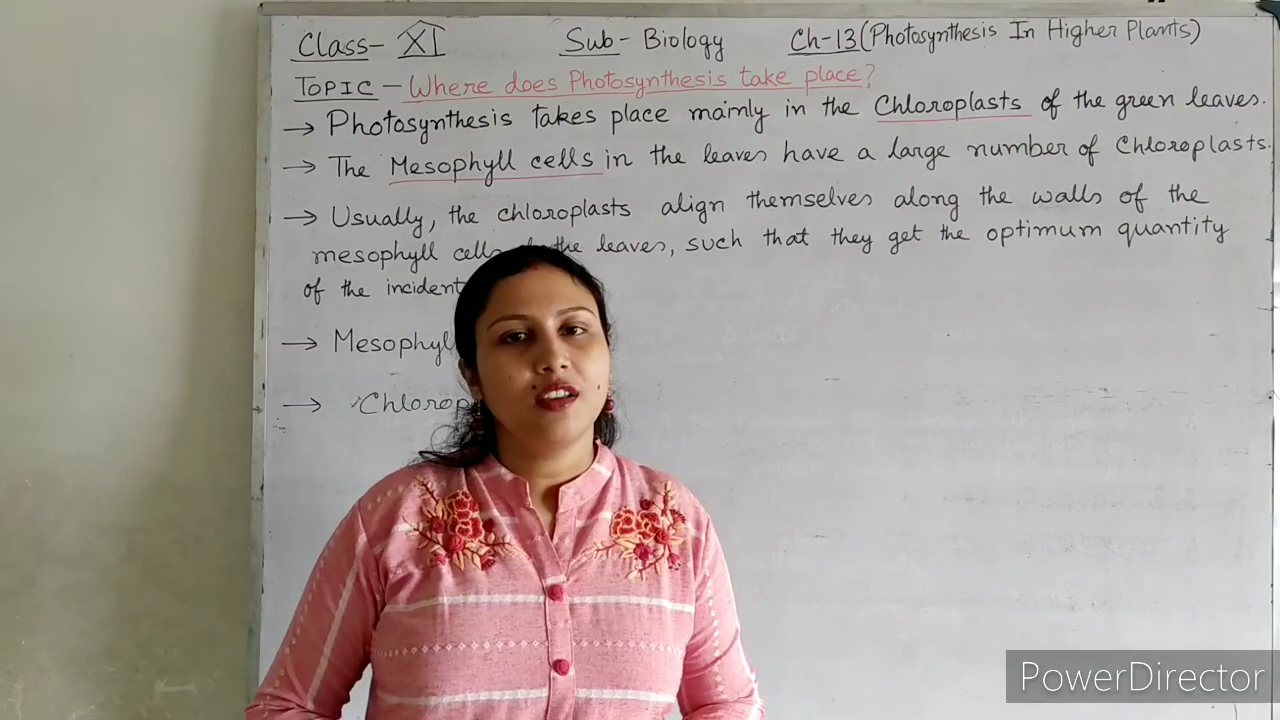 Class- XI Sub- Biology Ch-13 (Photosynthesis In Higher Plants)
TOPIC - Where does Photosynthesis take place?
→ Photosynthesis takes place mainly in the Chloroplasts of the green leaves.
→ The Mesophyll cells in the leaves have a large number of Chloroplasts.
→ Usually, the chloroplasts align themselves along the walls of the
mesophyll the leaves, such that they get the optimum quantity
of the incident
→
→
PowerDirector